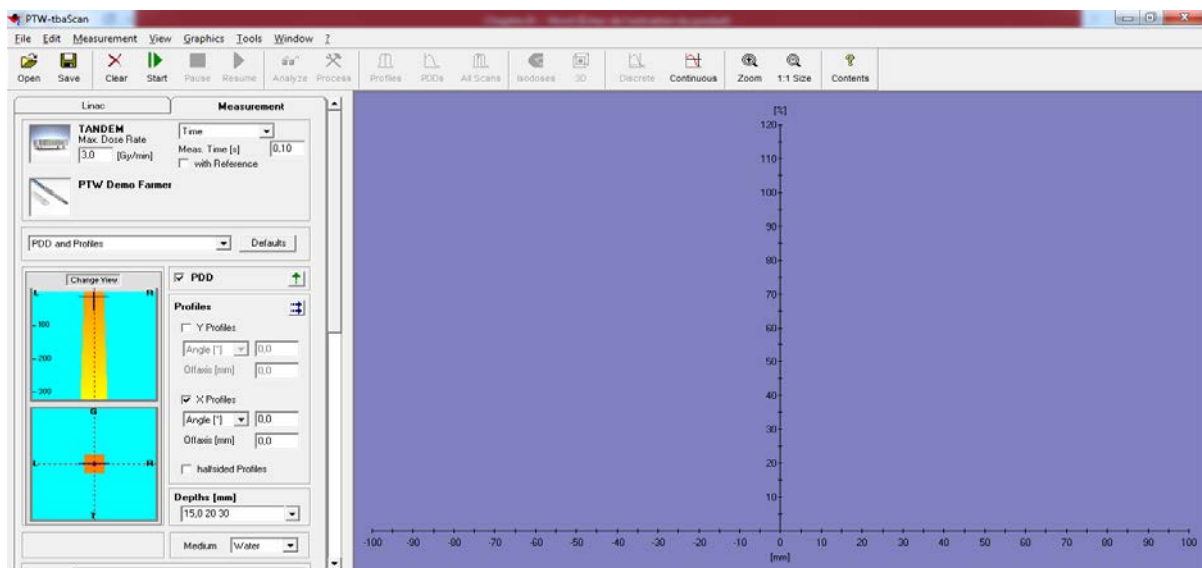 PTW-tbaScan
File Edit Measurement View Graphics Tools Window ?
Open Save Clear Start Pause Resume Analyze Process Profiles PDDs All Scans Isodoses 3D Discrete Continuous Zoom 1:1 Size Contents
Linac Measurement
TANDEM
Max. Dose Rate
3.0 [Gy/min]
Time
Meas. Time [s] 0,10
with Reference
PTW Demo Farmer
PDD and Profiles Defaults
Change View
L R
- 100
- 200
- 300
G
L R
T
PDD
Profiles
Y Profiles
Angle [°] 0,0
Offaxis [mm] 0,0
X Profiles
Angle [°] 0,0
Offaxis [mm] 0,0
halfsided Profiles
Depths [mm]
15,0 20 30
Medium Water
[%]
120
110
100
90
80
70
60
50
40
30
20
10
-100 -90 -80 -70 -60 -50 -40 -30 -20 -10 0 10 20 30 40 50 60 70 80 90 100
[mm]